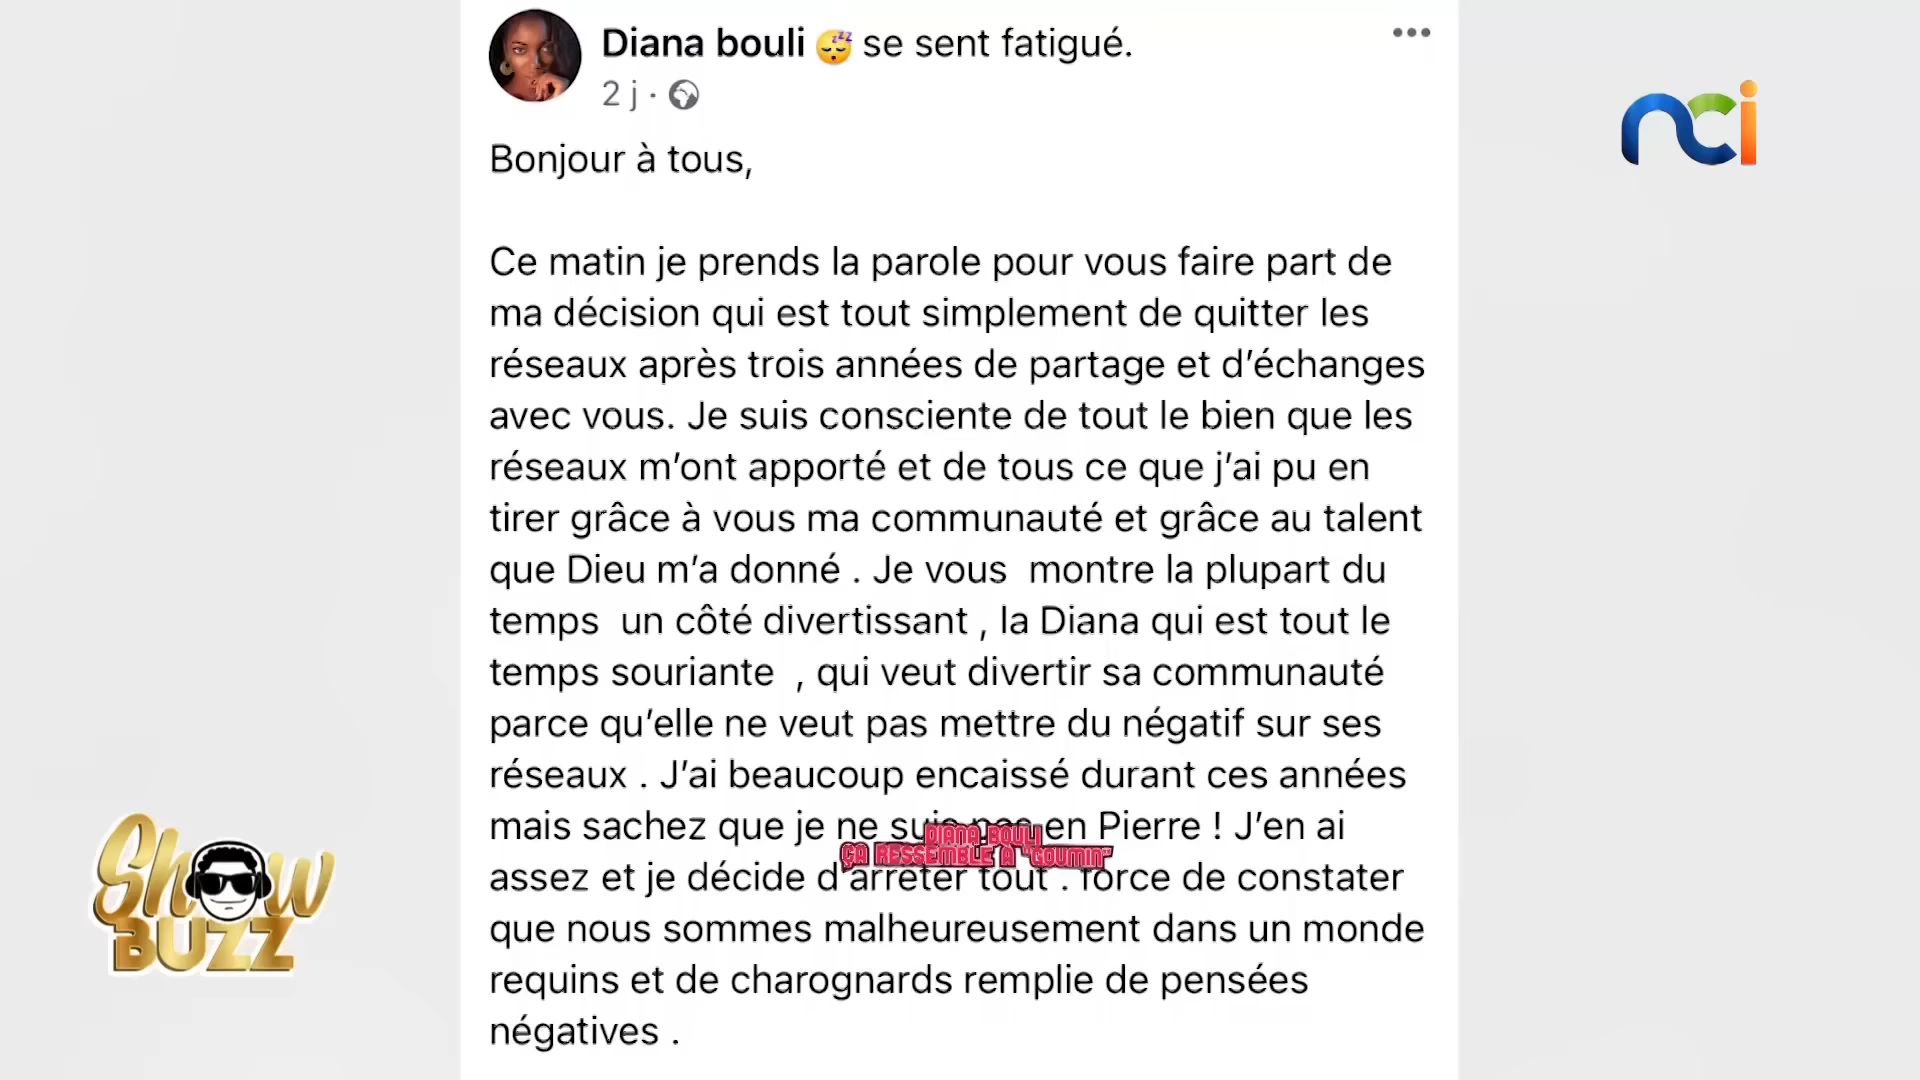 Diana bouli 😴 se sent fatigué.
2 j ·
nci
Bonjour à tous,
Ce matin je prends la parole pour vous faire part de
ma décision qui est tout simplement de quitter les
réseaux après trois années de partage et d’échanges
avec vous. Je suis consciente de tout le bien que les
réseaux m’ont apporté et de tous ce que j’ai pu en
tirer grâce à vous ma communauté et grâce au talent
que Dieu m’a donné . Je vous  montre la plupart du
temps  un côté divertissant , la Diana qui est tout le
temps souriante  , qui veut divertir sa communauté
parce qu’elle ne veut pas mettre du négatif sur ses
réseaux . J’ai beaucoup encaissé durant ces années
mais sachez que je ne suis pas en Pierre ! J’en ai
DIANA BOULI
ÇA RESSEMBLE À "GOUMIN"
assez et je décide d’arrêter tout . force de constater
que nous sommes malheureusement dans un monde
requins et de charognards remplie de pensées
négatives .
Show
BUZZ